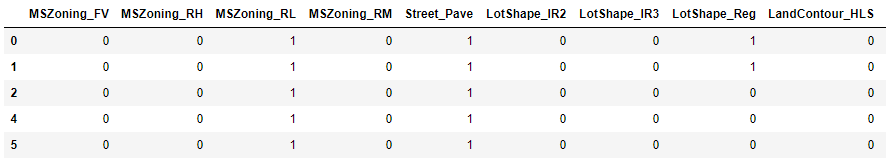 MSZoning_FV MSZoning_RH MSZoning_RL MSZoning_RM Street_Pave LotShape_IR2 LotShape_IR3 LotShape_Reg LandContour_HLS
0 0 0 1 0 1 0 0 1 0
1 0 0 1 0 1 0 0 1 0
2 0 0 1 0 1 0 0 0 0
4 0 0 1 0 1 0 0 0 0
5 0 0 1 0 1 0 0 0 0